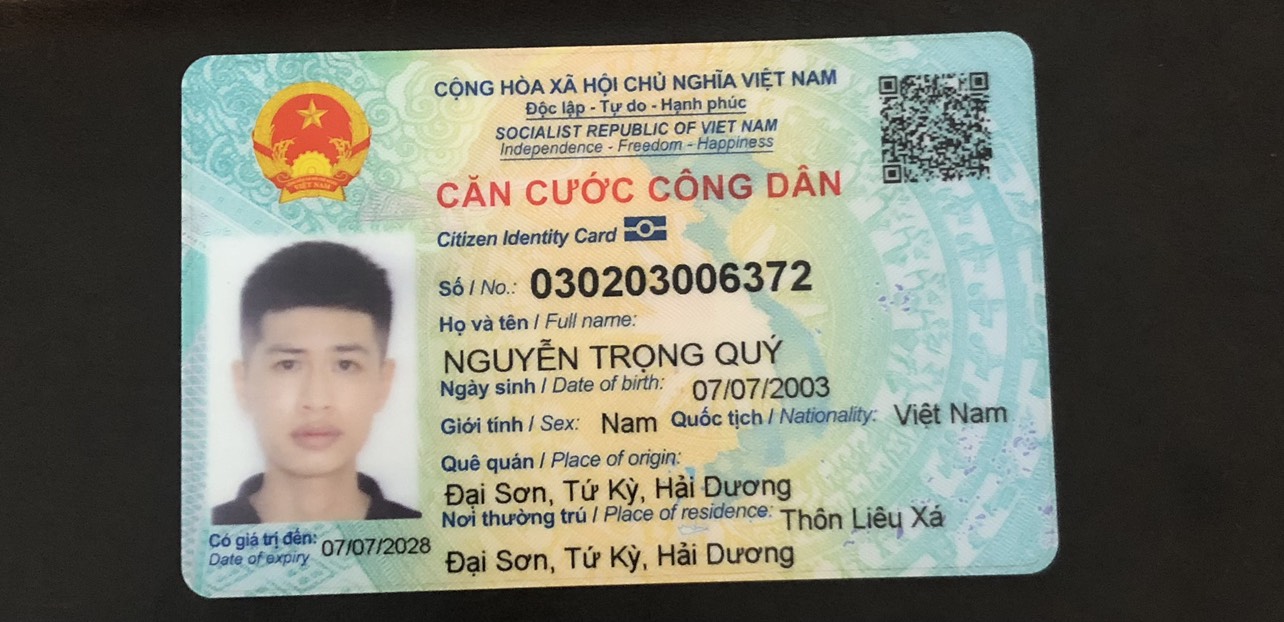 CỘNG HÒA XÃ HỘI CHỦ NGHĨA VIỆT NAM
Độc lập - Tự do - Hạnh phúc
SOCIALIST REPUBLIC OF VIET NAM
Independence - Freedom - Happiness
CĂN CƯỚC CÔNG DÂN
Citizen Identity Card
Số / No.: 030203006372
Họ và tên / Full name:
NGUYỄN TRỌNG QUÝ
Ngày sinh / Date of birth: 07/07/2003
Giới tính / Sex: Nam Quốc tịch / Nationality: Việt Nam
Quê quán / Place of origin:
Đại Sơn, Tứ Kỳ, Hải Dương
Nơi thường trú / Place of residence: Thôn Liêu Xá
Đại Sơn, Tứ Kỳ, Hải Dương
Có giá trị đến: 07/07/2028
Date of expiry
VIỆT NAM